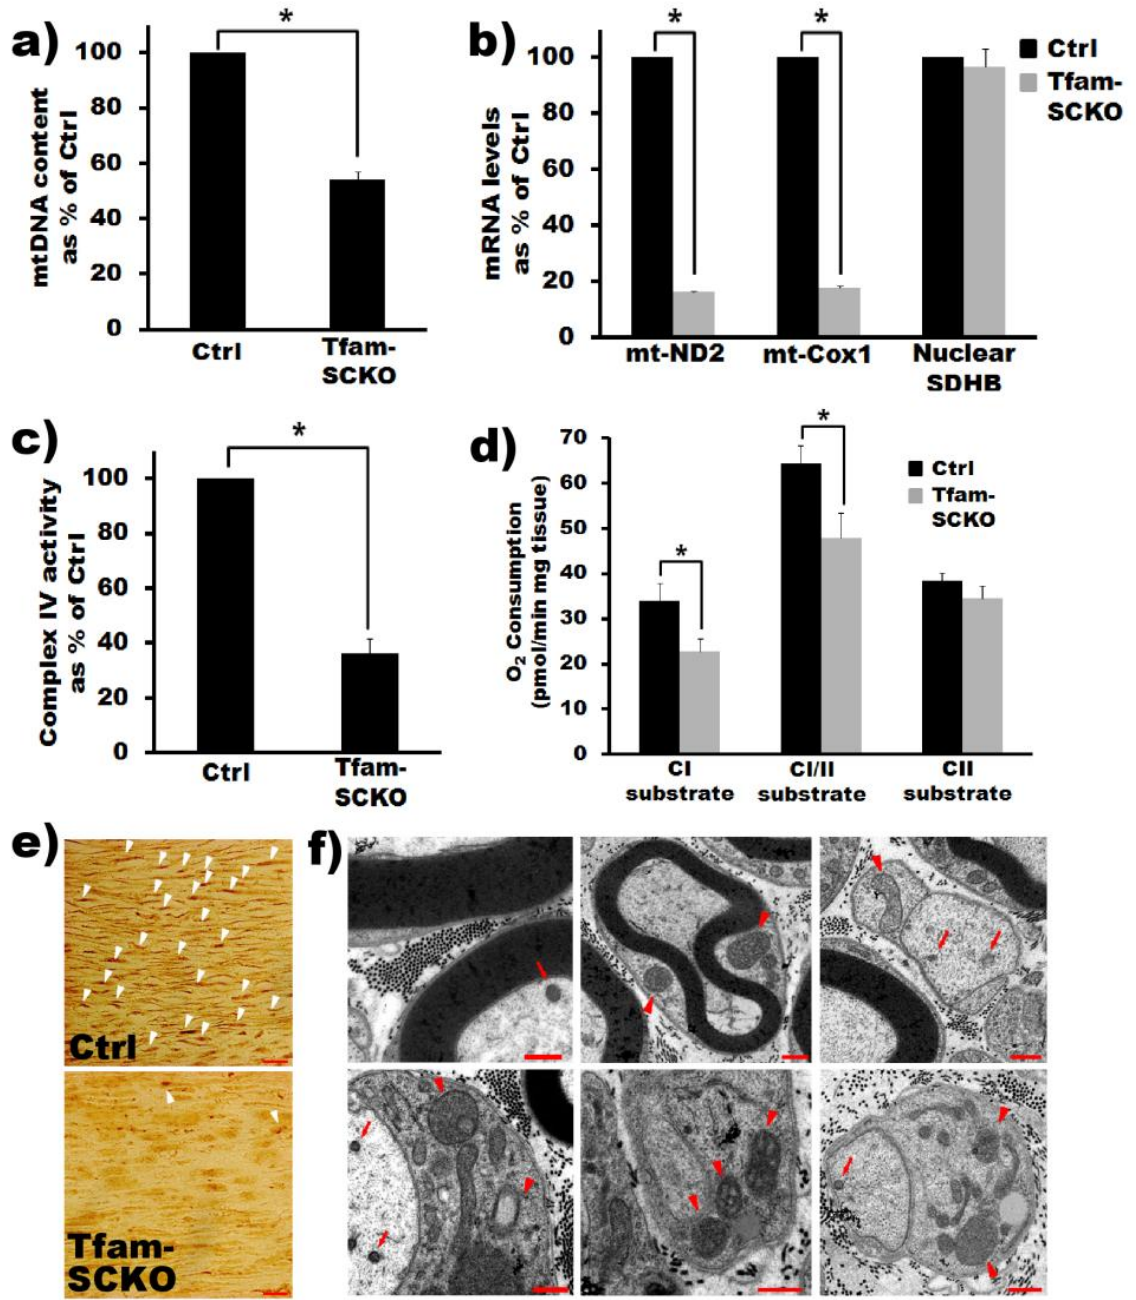 a)
*
mtDNA content
as % of Ctrl
100
80
60
40
20
0
Ctrl
Tfam-
SCKO
b)
*
*
mRNA levels
as % of Ctrl
100
80
60
40
20
0
mt-ND2
mt-Cox1
Nuclear
SDHB
Ctrl
Tfam-
SCKO
c)
*
Complex IV activity
as % of Ctrl
100
80
60
40
20
0
Ctrl
Tfam-
SCKO
d)
*
*
O₂ Consumption
(pmol/min mg tissue)
70
60
50
40
30
20
10
0
CI
substrate
CI/II
substrate
CII
substrate
Ctrl
Tfam-
SCKO
e)
Ctrl
Tfam-
SCKO
f)